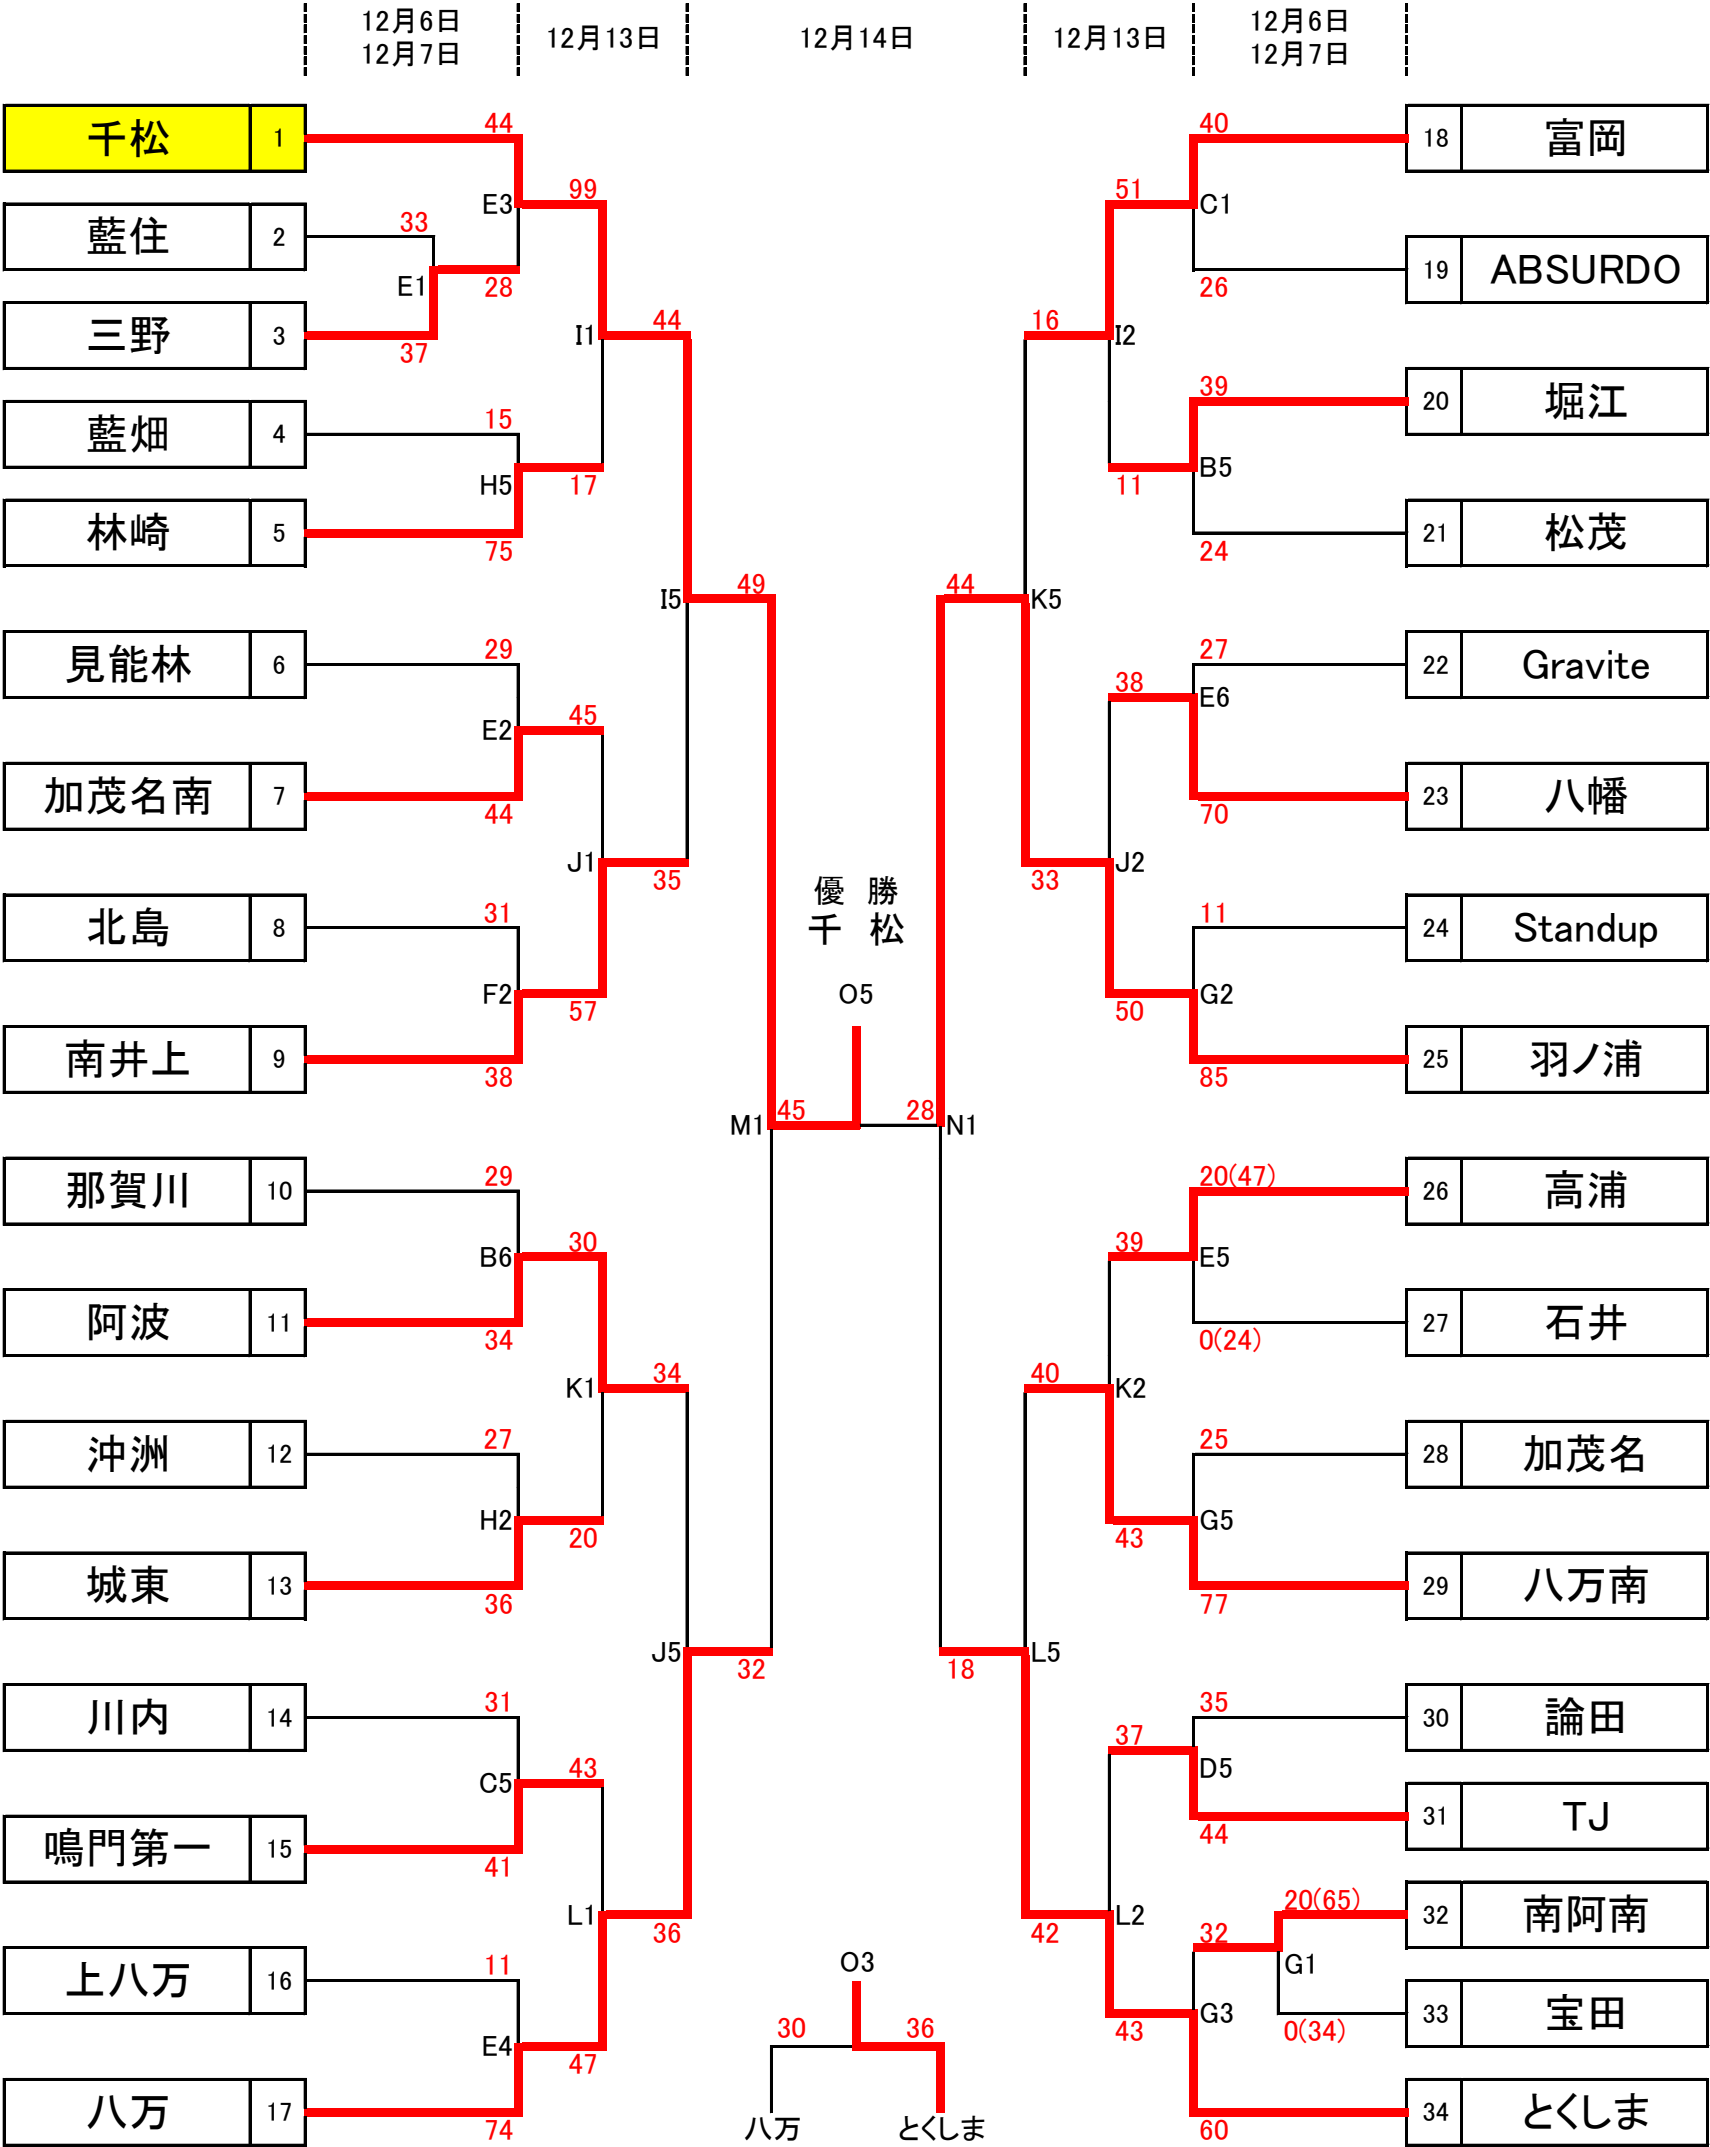 12月6日
12月7日
12月13日
12月14日
12月13日
12月6日
12月7日
千松 1
44
E3
99
藍住 2
33
E1
28
三野 3
37
I1
44
藍畑 4
15
H5
17
林崎 5
75
I5
49
見能林 6
29
E2
45
加茂名南 7
44
J1
35
北島 8
31
F2
57
南井上 9
38
M1
45
那賀川 10
29
B6
30
阿波 11
34
K1
34
沖洲 12
27
H2
20
城東 13
36
J5
32
川内 14
31
C5
43
鳴門第一 15
41
L1
36
上八万 16
11
E4
47
八万 17
74
優 勝
千 松
O5
O3
30
36
八万
とくしま
40
18 富岡
51
C1
26
19 ABSURDO
16
I2
39
20 堀江
11
B5
24
21 松茂
44
K5
27
22 Gravite
38
E6
70
23 八幡
33
J2
11
24 Standup
50
G2
85
25 羽ノ浦
28
N1
20(47)
26 高浦
39
E5
0(24)
27 石井
40
K2
25
28 加茂名
43
G5
77
29 八万南
18
L5
35
30 論田
37
D5
44
31 TJ
42
L2
20(65)
32 南阿南
32
G1
0(34)
33 宝田
43
G3
60
34 とくしま